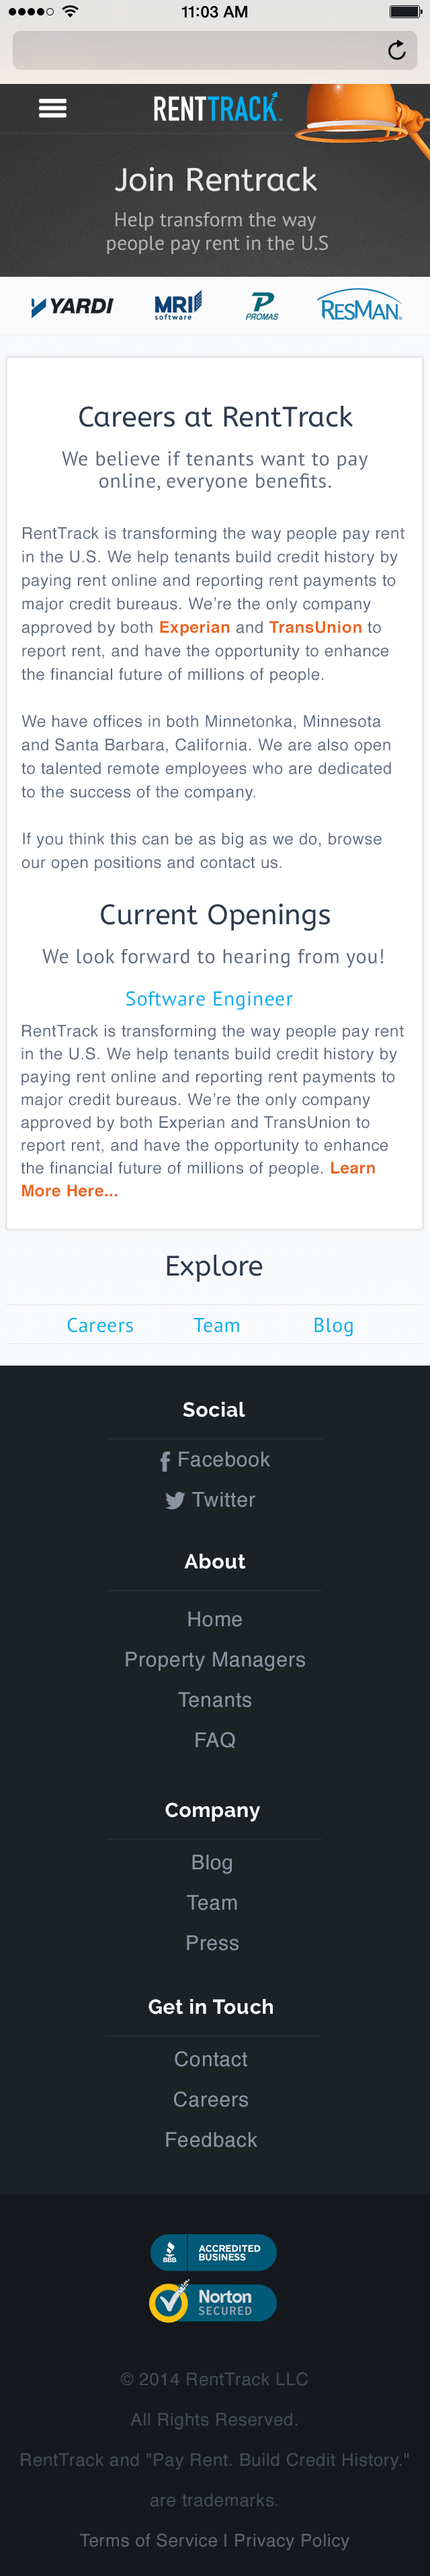 11:03 AM
RENTTRACK
Join Rentrack
Help transform the way
people pay rent in the U.S
YARDI MRI software P PROMAS RESMAN
Careers at RentTrack
We believe if tenants want to pay
online, everyone benefits.
RentTrack is transforming the way people pay rent
in the U.S. We help tenants build credit history by
paying rent online and reporting rent payments to
major credit bureaus. We’re the only company
approved by both Experian and TransUnion to
report rent, and have the opportunity to enhance
the financial future of millions of people.
We have offices in both Minnetonka, Minnesota
and Santa Barbara, California. We are also open
to talented remote employees who are dedicated
to the success of the company.
If you think this can be as big as we do, browse
our open positions and contact us.
Current Openings
We look forward to hearing from you!
Software Engineer
RentTrack is transforming the way people pay rent
in the U.S. We help tenants build credit history by
paying rent online and reporting rent payments to
major credit bureaus. We’re the only company
approved by both Experian and TransUnion to
report rent, and have the opportunity to enhance
the financial future of millions of people. Learn
More Here...
Explore
Careers Team Blog
Social
Facebook
Twitter
About
Home
Property Managers
Tenants
FAQ
Company
Blog
Team
Press
Get in Touch
Contact
Careers
Feedback
BBB ACCREDITED
BUSINESS
Norton
SECURED
© 2014 RentTrack LLC
All Rights Reserved.
RentTrack and "Pay Rent. Build Credit History."
are trademarks.
Terms of Service I Privacy Policy